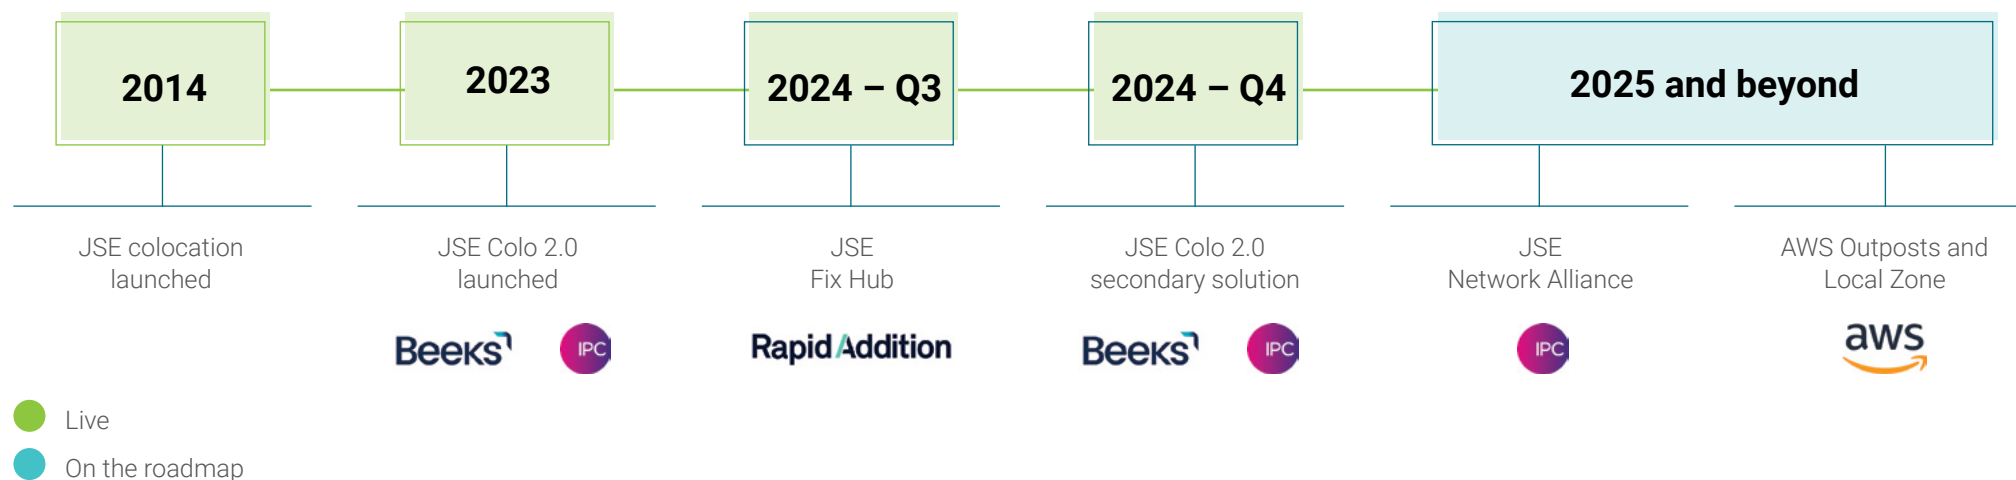 2014
2023
2024 – Q3
2024 – Q4
2025 and beyond
JSE colocation
launched
JSE Colo 2.0
launched
JSE
Fix Hub
JSE Colo 2.0
secondary solution
JSE
Network Alliance
AWS Outposts and
Local Zone
Beeks
IPC
Rapid Addition
Beeks
IPC
IPC
aws
Live
On the roadmap